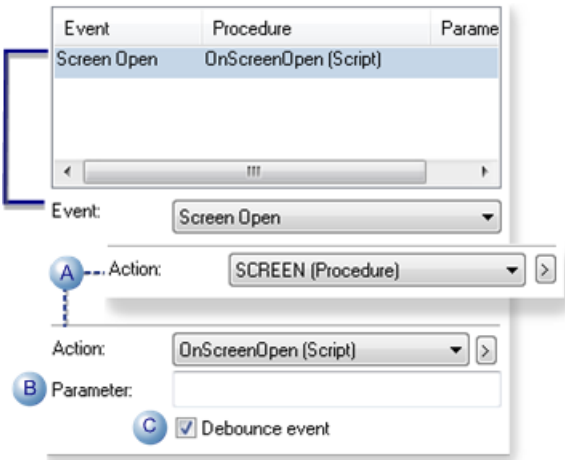 Event Procedure Parame
Screen Open OnScreenOpen (Script)
Event: Screen Open
A Action: SCREEN (Procedure) >
Action: OnScreenOpen (Script) >
B Parameter:
C Debounce event